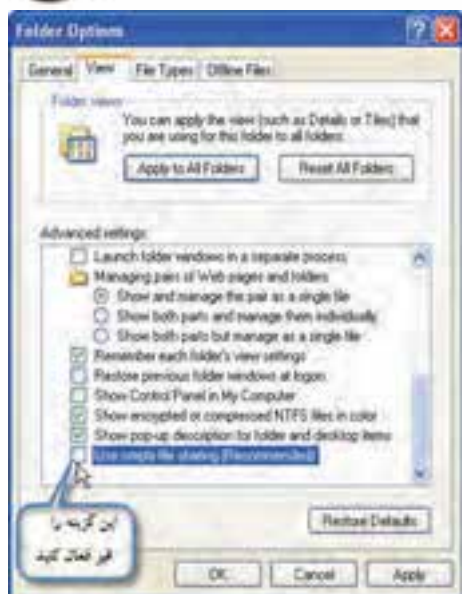 Folder Options
General View File Types Offline Files
Folder views
You can apply the view (such as Details or Tiles) that
you are using for this folder to all folders.
Apply to All Folders Reset All Folders
Advanced settings:
Launch folder windows in a separate process
Managing pairs of Web pages and folders
Show and manage the pair as a single file
Show both parts and manage them individually
Show both parts but manage as a single file
Remember each folder's view settings
Restore previous folder windows at logon
Show Control Panel in My Computer
Show encrypted or compressed NTFS files in color
Show pop-up description for folder and desktop items
Use simple file sharing (Recommended)
این گزینه را
غیر فعال کنید
Restore Defaults
OK Cancel Apply